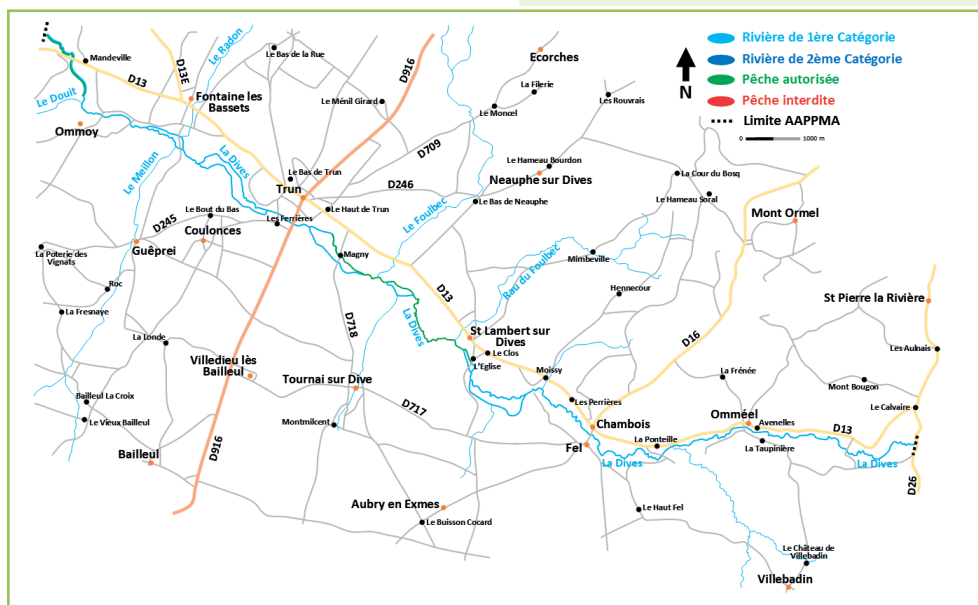 Rivière de 1ère Catégorie
Rivière de 2ème Catégorie
Pêche autorisée
Pêche interdite
Limite AAPPMA
0 1000 m
N
Mandeville
D13
D13E
Le Radon
Le Bas de la Rue
D916
Ecorches
La Filerie
Le Moncel
Les Rouvrais
Le Douit
Fontaine les
Bassets
Le Ménil Girard
Ommoy
D709
La Dives
Le Meillon
Le Bas de Trun
Trun
D246
Le Hameau Bourdon
Neauphe sur Dives
La Cour du Bosq
Le Hameau Soral
Mont Ormel
Le Bas de Neauphe
Le Bout du Bas
D245
Coulonces
Les Ferrières
Le Haut de Trun
Le Foulbec
La Poterie des
Vignats
Guêprei
Magny
Rau du Foulbec
Mimbeville
Roc
Hennecour
D13
St Pierre la Rivière
La Fresnaye
La Londe
D718
La Dives
St Lambert sur
Dives
Le Clos
L'Eglise
D16
Les Aulnais
Villedieu lès
Bailleul
Tournai sur Dive
Moissy
La Frénée
Mont Bougon
Bailleul La Croix
Le Vieux Bailleul
Montmilcent
D717
Les Perrières
Chambois
Omméel
Avenelles
D13
Le Calvaire
La Ponteille
La Taupinière
Fel
La Dives
La Dives
Bailleul
D916
D26
Aubry en Exmes
Le Buisson Cocard
Le Haut Fel
Le Château de
Villebadin
Villebadin